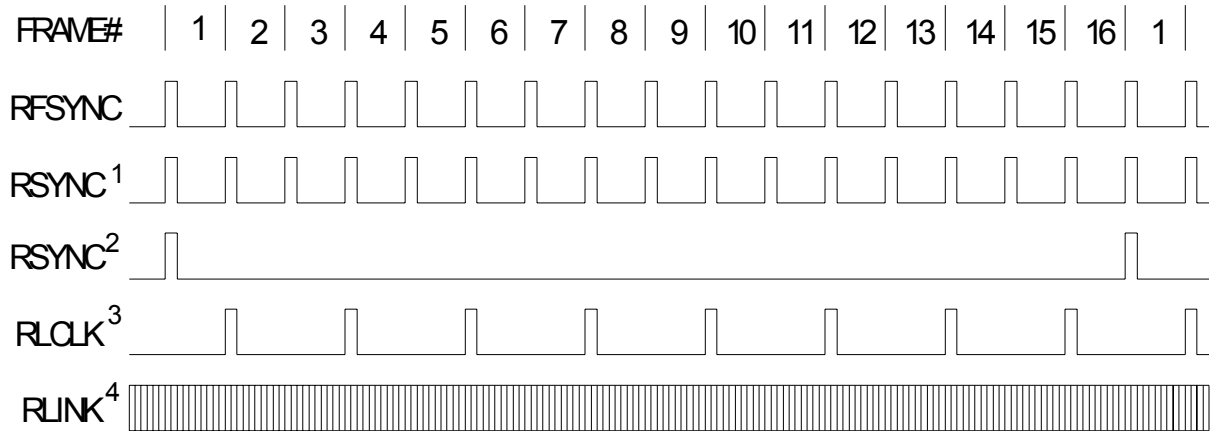 FRAME# 1 2 3 4 5 6 7 8 9 10 11 12 13 14 15 16 1
RFSYNC
RSYNC 1
RSYNC 2
RLCLK 3
RLINK 4